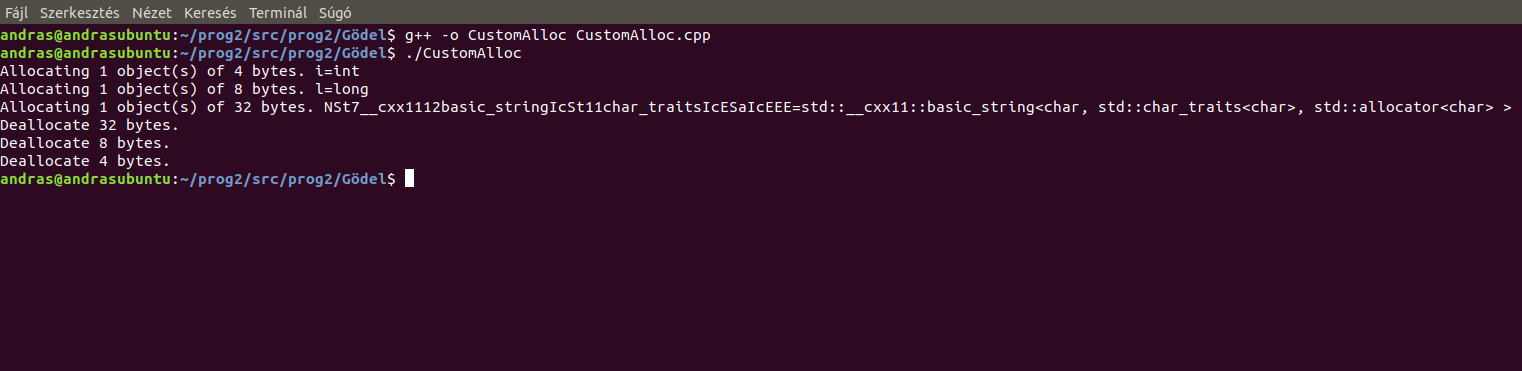 Fájl Szerkesztés Nézet Keresés Terminál Súgó
andras@andrasubuntu:~/prog2/src/prog2/Gödel$ g++ -o CustomAlloc CustomAlloc.cpp
andras@andrasubuntu:~/prog2/src/prog2/Gödel$ ./CustomAlloc
Allocating 1 object(s) of 4 bytes. i=int
Allocating 1 object(s) of 8 bytes. l=long
Allocating 1 object(s) of 32 bytes. NSt7__cxx1112basic_stringIcSt11char_traitsIcESaIcEEE=std::__cxx11::basic_string<char, std::char_traits<char>, std::allocator<char> >
Deallocate 32 bytes.
Deallocate 8 bytes.
Deallocate 4 bytes.
andras@andrasubuntu:~/prog2/src/prog2/Gödel$